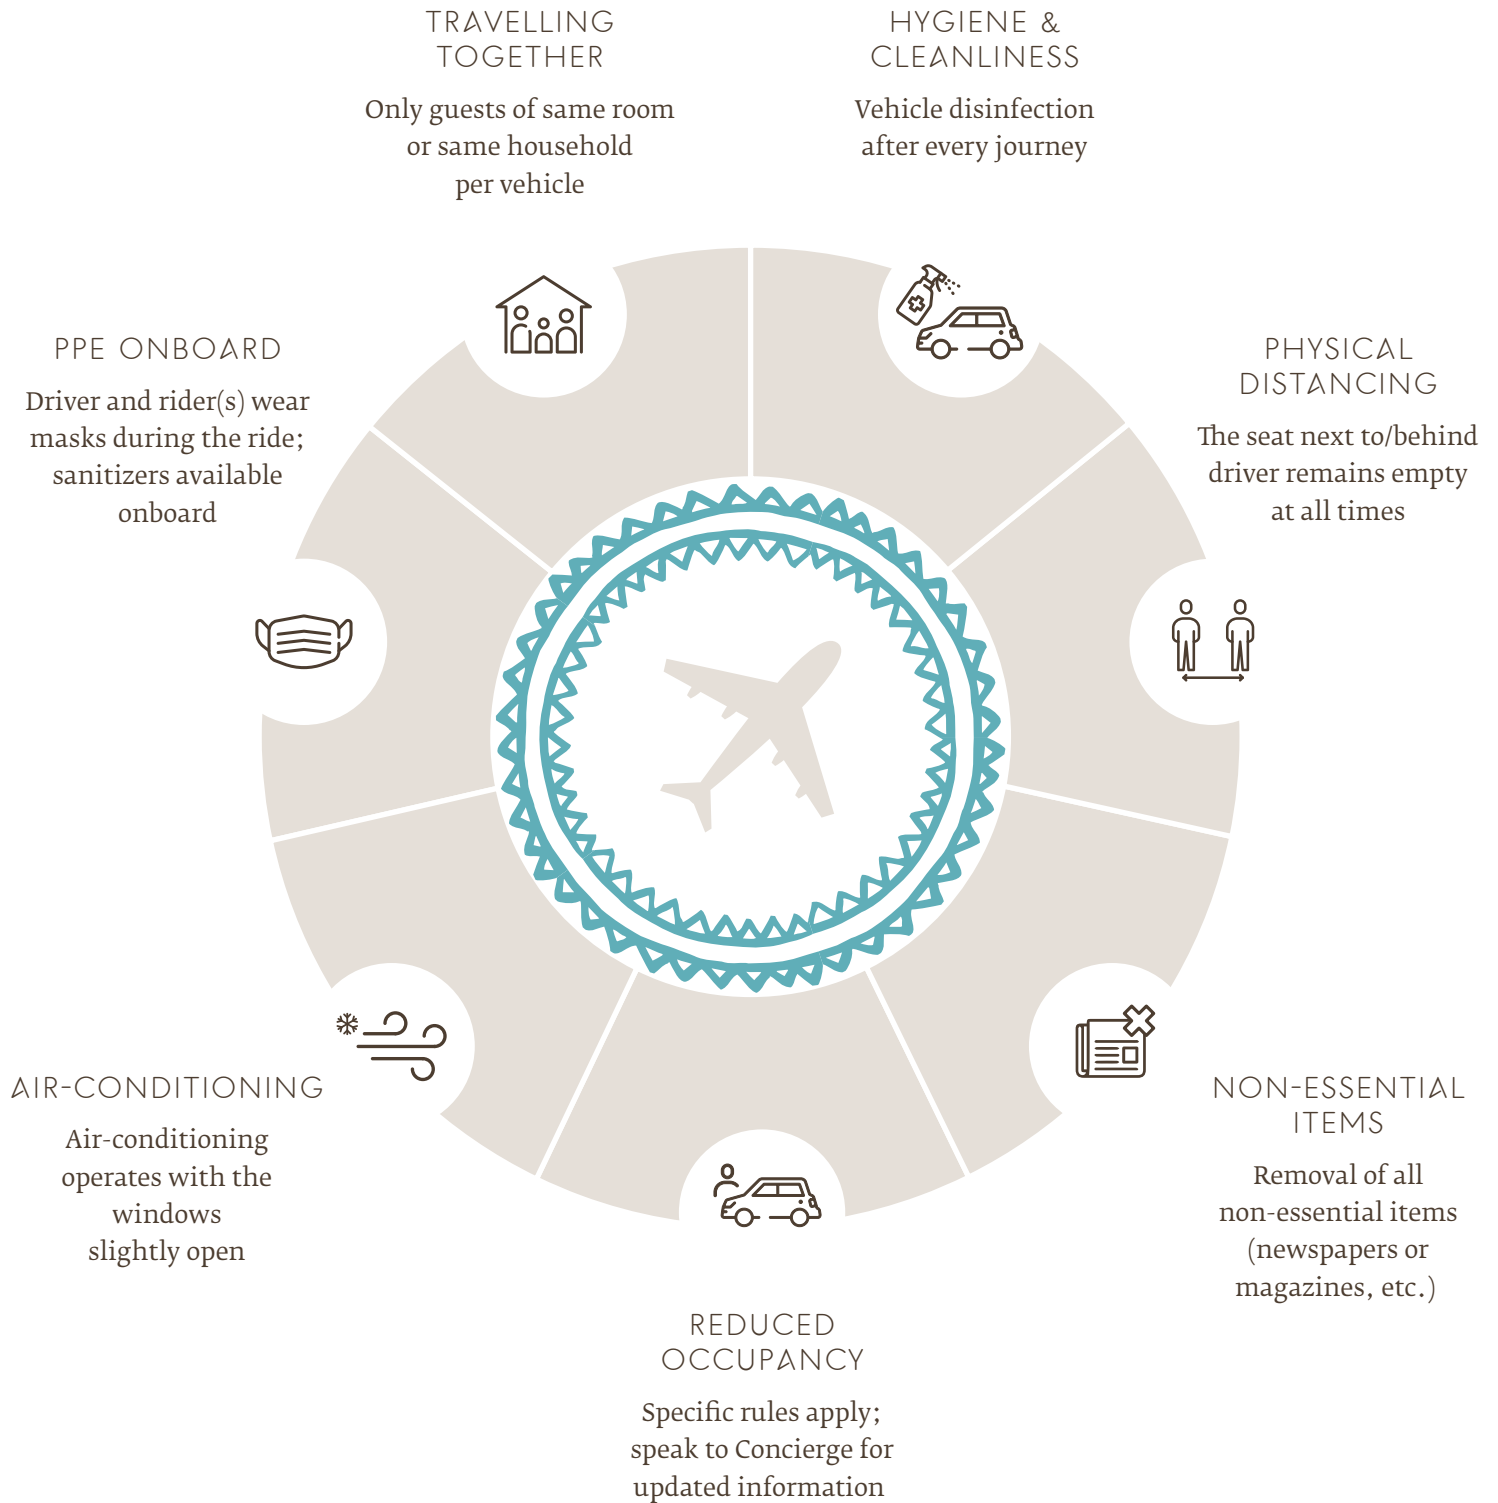 TRAVELLING
TOGETHER
Only guests of same room
or same household
per vehicle
HYGIENE &
CLEANLINESS
Vehicle disinfection
after every journey
PPE ONBOARD
Driver and rider(s) wear
masks during the ride;
sanitizers available
onboard
PHYSICAL
DISTANCING
The seat next to/behind
driver remains empty
at all times
AIR-CONDITIONING
Air-conditioning
operates with the
windows
slightly open
NON-ESSENTIAL
ITEMS
Removal of all
non-essential items
(newspapers or
magazines, etc.)
REDUCED
OCCUPANCY
Specific rules apply;
speak to Concierge for
updated information